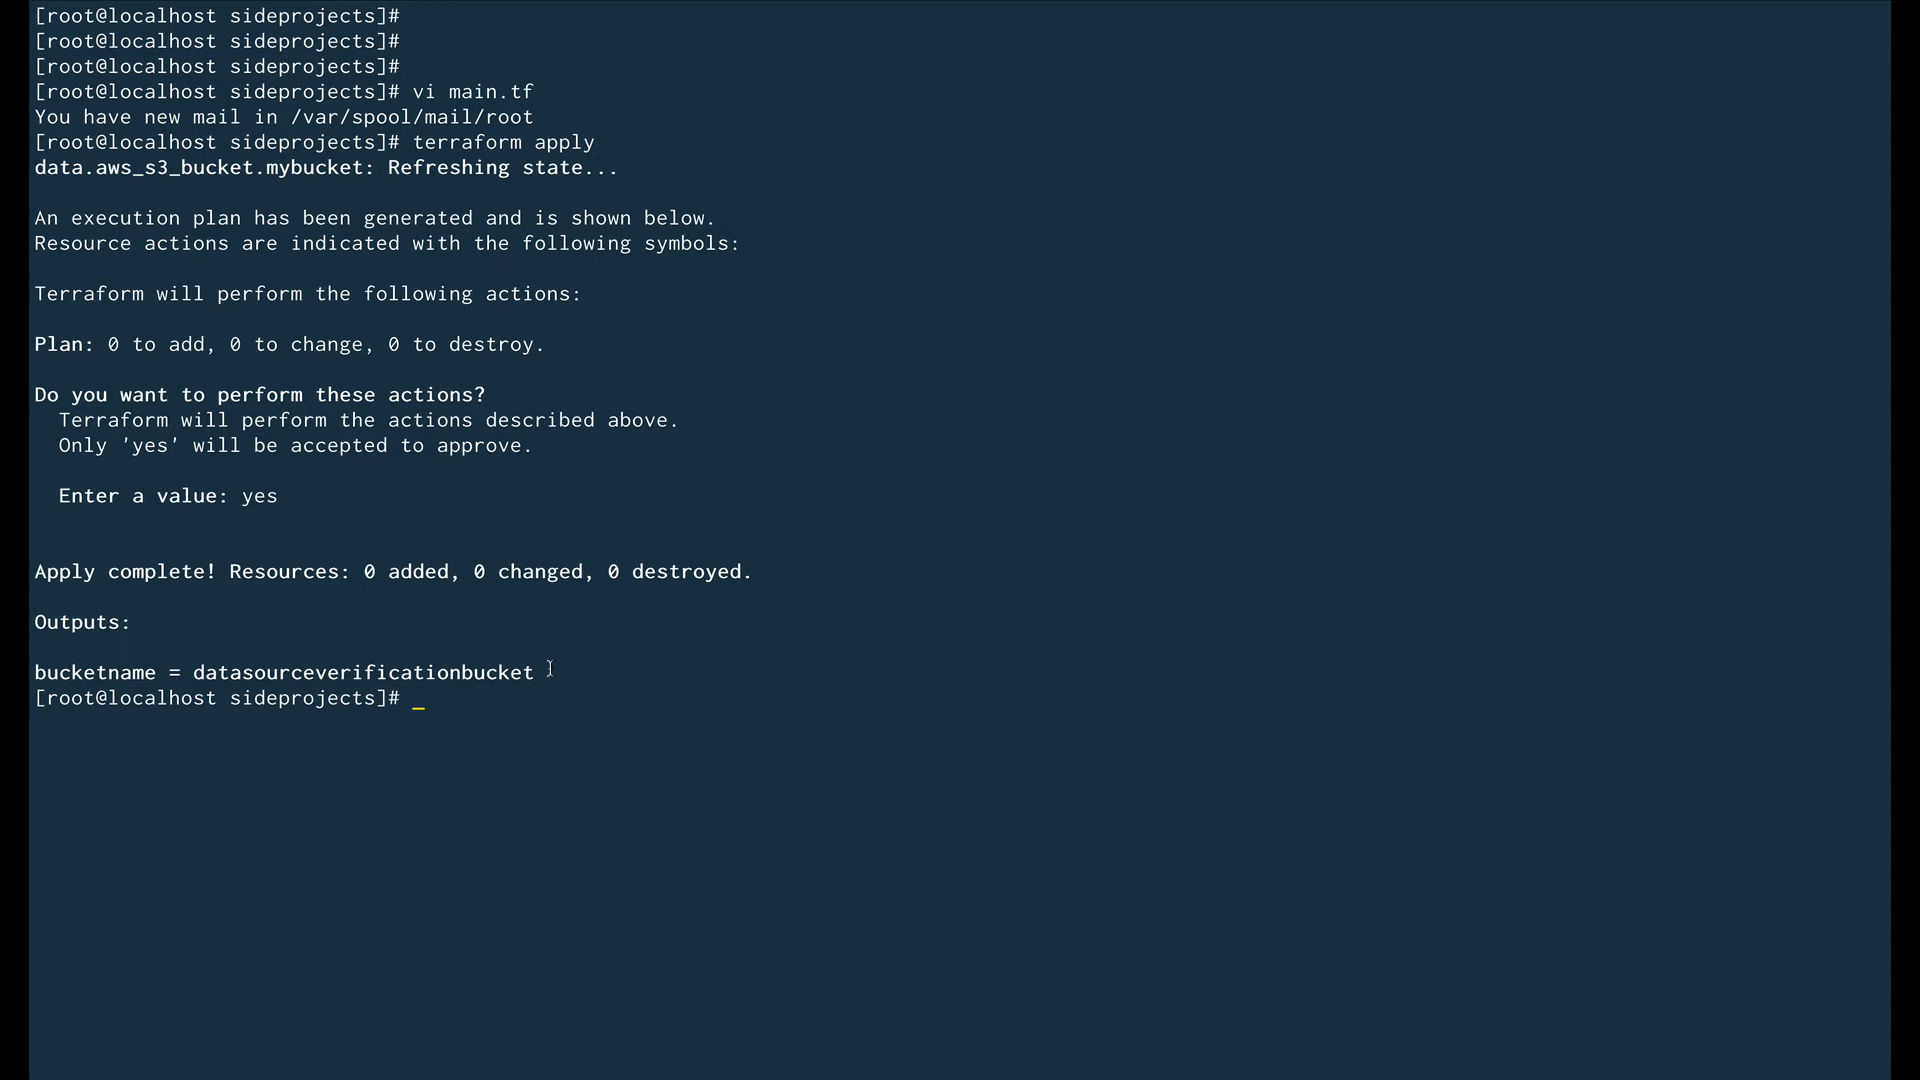 [root@localhost sideprojects]#
[root@localhost sideprojects]#
[root@localhost sideprojects]#
[root@localhost sideprojects]# vi main.tf
You have new mail in /var/spool/mail/root
[root@localhost sideprojects]# terraform apply
data.aws_s3_bucket.mybucket: Refreshing state...
An execution plan has been generated and is shown below.
Resource actions are indicated with the following symbols:
Terraform will perform the following actions:
Plan: 0 to add, 0 to change, 0 to destroy.
Do you want to perform these actions?
  Terraform will perform the actions described above.
  Only 'yes' will be accepted to approve.
  Enter a value: yes
Apply complete! Resources: 0 added, 0 changed, 0 destroyed.
Outputs:
bucketname = datasourceverificationbucket
[root@localhost sideprojects]# _